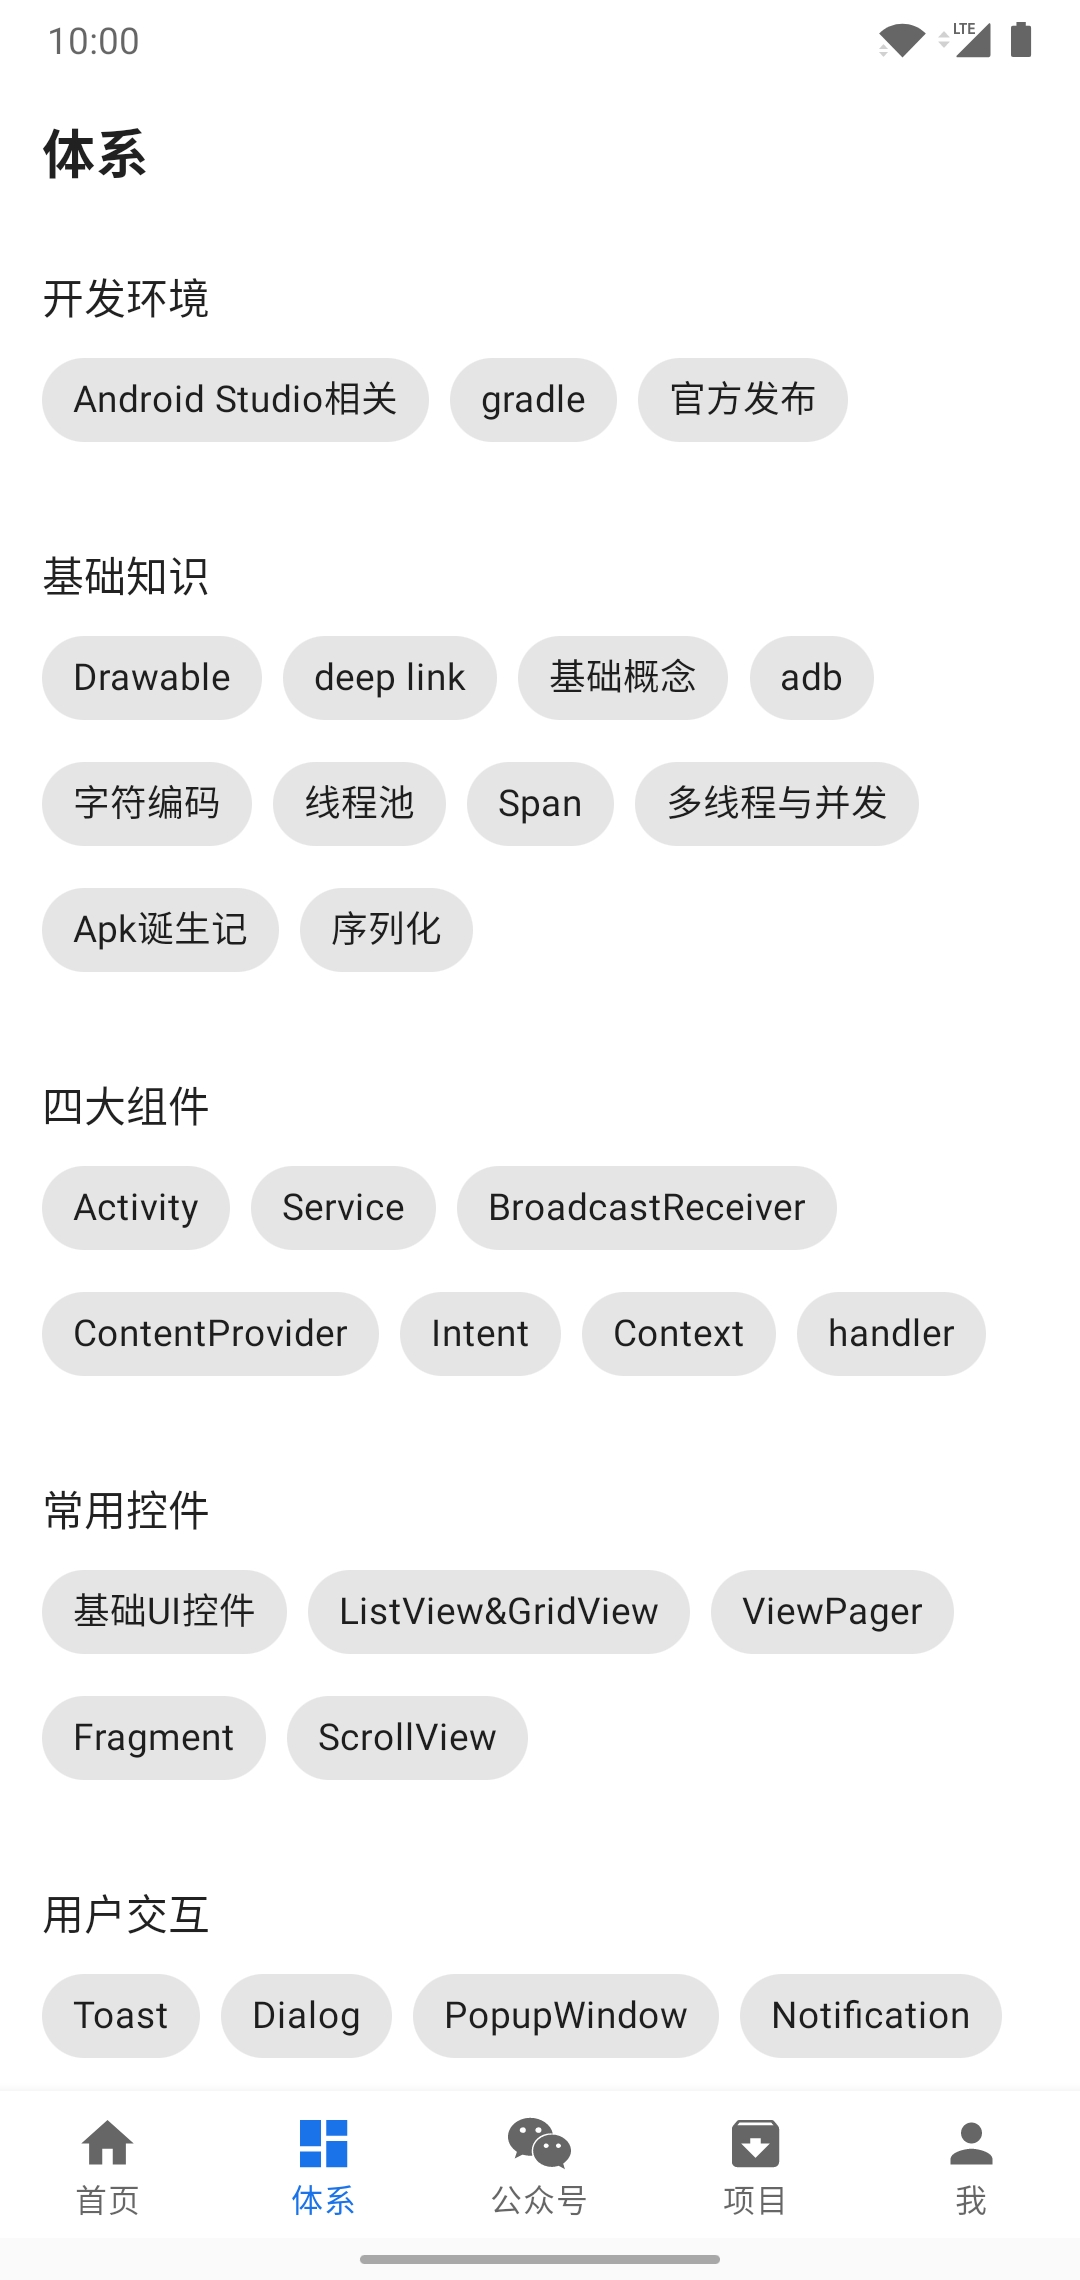 10:00
LTE
体系
开发环境
Android Studio相关 gradle 官方发布
基础知识
Drawable deep link 基础概念 adb
字符编码 线程池 Span 多线程与并发
Apk诞生记 序列化
四大组件
Activity Service BroadcastReceiver
ContentProvider Intent Context handler
常用控件
基础UI控件 ListView&GridView ViewPager
Fragment ScrollView
用户交互
Toast Dialog PopupWindow Notification
首页 体系 公众号 项目 我